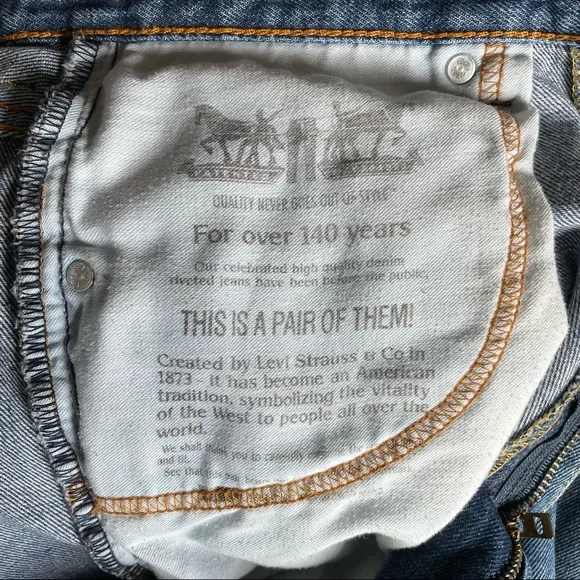 PATENTED
QUALITY NEVER GOES OUT OF STYLE™
For over 140 years
Our celebrated high quality denim
riveted jeans have been before the public.
THIS IS A PAIR OF THEM!
Created by Levi Strauss & Co in
1873 - it has become an American
tradition, symbolizing the vitality
of the West to people all over the
world.
We shall thank you to carefully the
and fit.
See that this